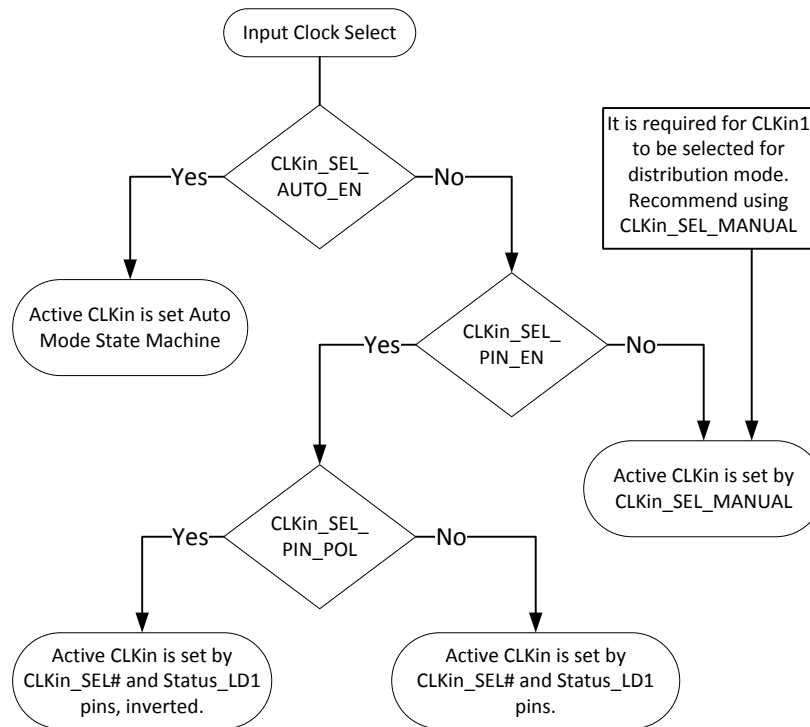 Input Clock Select
CLKin_SEL_
AUTO_EN
Yes
No
It is required for CLKin1
to be selected for
distribution mode.
Recommend using
CLKin_SEL_MANUAL
Active CLKin is set Auto
Mode State Machine
CLKin_SEL_
PIN_EN
Yes
No
Active CLKin is set by
CLKin_SEL_MANUAL
CLKin_SEL_
PIN_POL
Yes
No
Active CLKin is set by
CLKin_SEL# and Status_LD1
pins, inverted.
Active CLKin is set by
CLKin_SEL# and Status_LD1
pins.